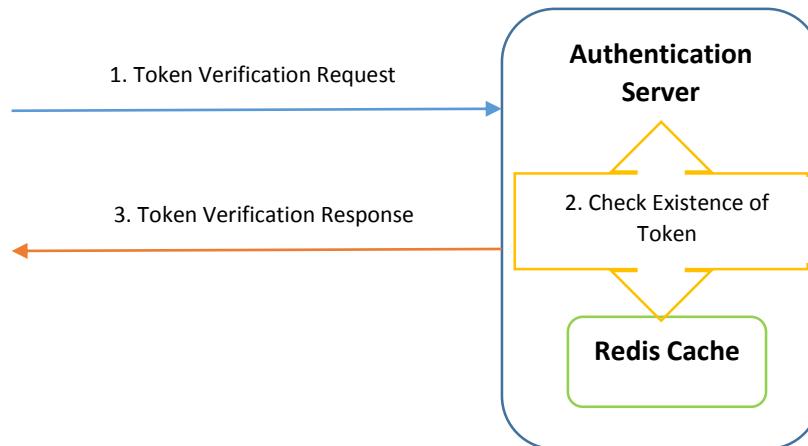 1. Token Verification Request
Authentication
Server
2. Check Existence of
Token
3. Token Verification Response
Redis Cache